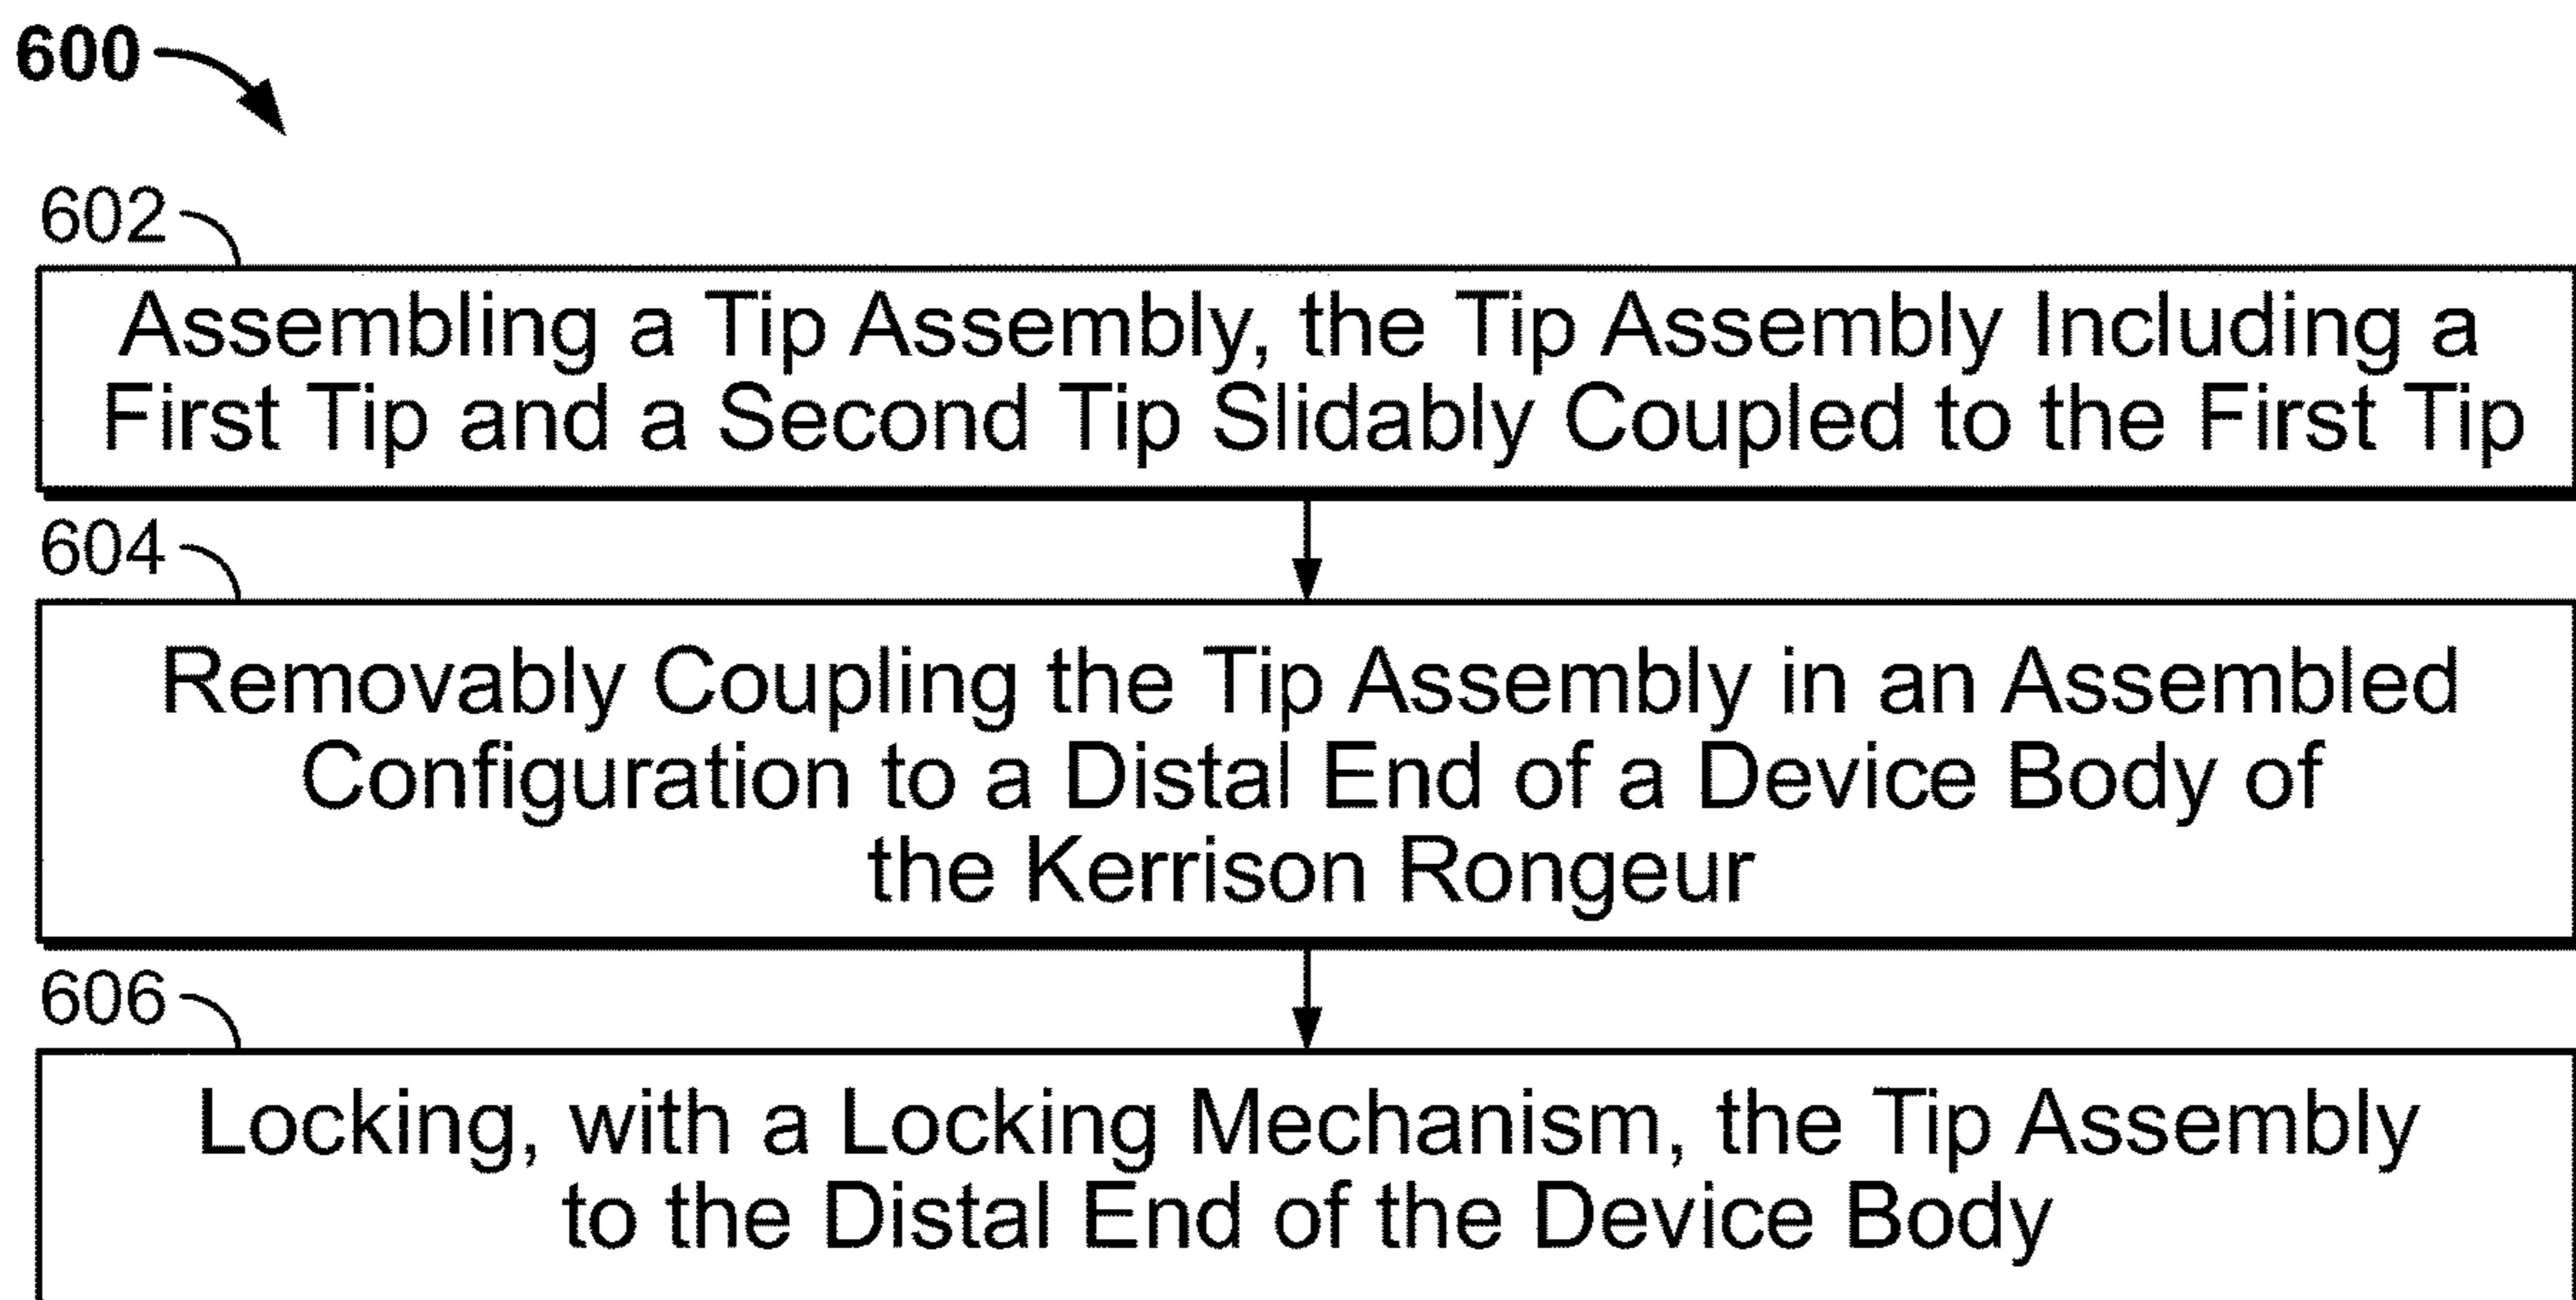 600
602
Assembling a Tip Assembly, the Tip Assembly Including a
First Tip and a Second Tip Slidably Coupled to the First Tip
604
Removably Coupling the Tip Assembly in an Assembled
Configuration to a Distal End of a Device Body of
the Kerrison Rongeur
606
Locking, with a Locking Mechanism, the Tip Assembly
to the Distal End of the Device Body